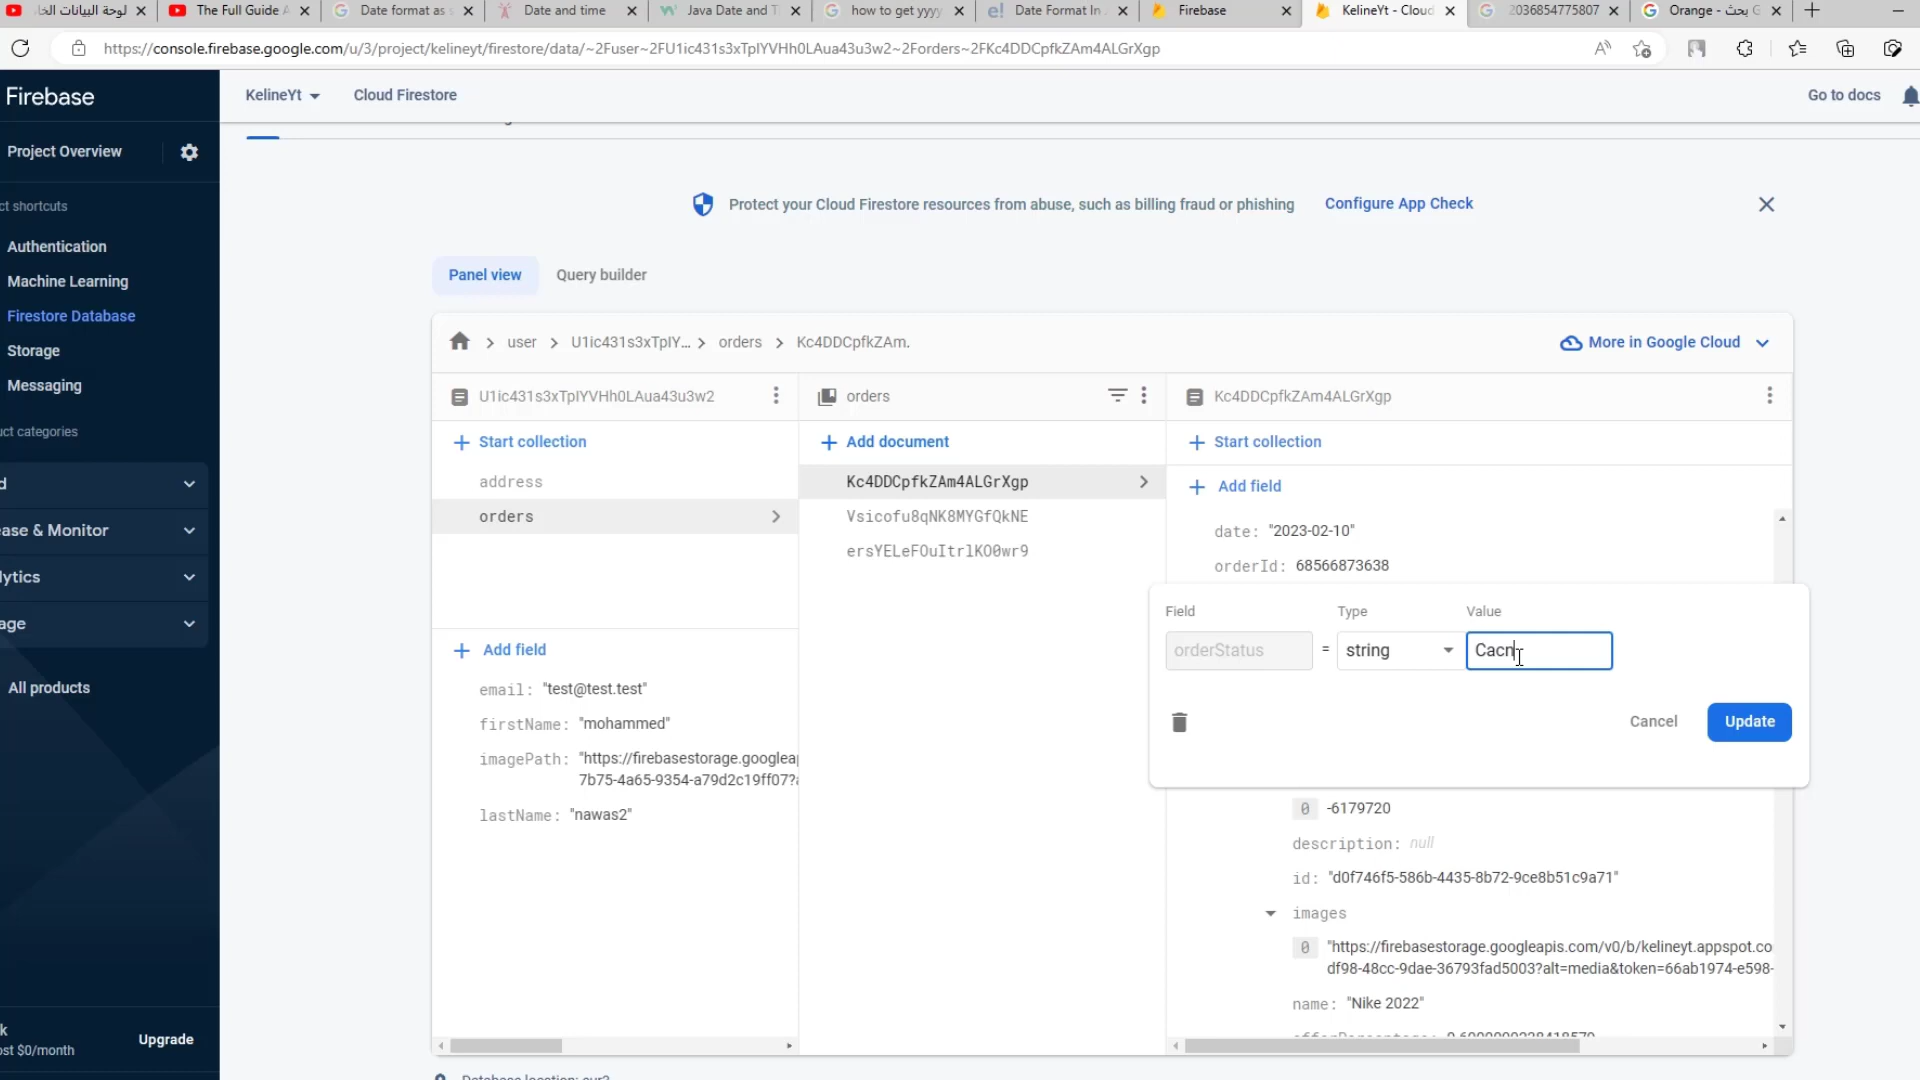 لوحة البيانات الخا
The Full Guide A
Date format as s
Date and time
Java Date and T
how to get yyyy
Date Format In J
Firebase
KelineYt - Cloud
2036854775807
Orange - بحث G
https://console.firebase.google.com/u/3/project/kelineyt/firestore/data/~2Fuser~2FU1ic431s3xTpIYVHh0LAua43u3w2~2Forders~2FKc4DDCpfkZAm4ALGrXgp
Firebase
KelineYt
Cloud Firestore
Go to docs
Project Overview
ct shortcuts
Authentication
Machine Learning
Firestore Database
Storage
Messaging
uct categories
d
ease & Monitor
lytics
age
All products
k
ost $0/month
Upgrade
Protect your Cloud Firestore resources from abuse, such as billing fraud or phishing
Configure App Check
Panel view
Query builder
user
U1ic431s3xTpIY...
orders
Kc4DDCpfkZAm.
More in Google Cloud
U1ic431s3xTpIYVHh0LAua43u3w2
Start collection
address
orders
Add field
email: "test@test.test"
firstName: "mohammed"
imagePath: "https://firebasestorage.googleap
7b75-4a65-9354-a79d2c19ff07?a
lastName: "nawas2"
orders
Add document
Kc4DDCpfkZAm4ALGrXgp
Vsicofu8qNK8MYGfQkNE
ersYELeFOuItrlKO0wr9
Kc4DDCpfkZAm4ALGrXgp
Start collection
Add field
date: "2023-02-10"
orderId: 68566873638
Field
Type
Value
orderStatus
=
string
Cacn
Cancel
Update
0 -6179720
description: null
id: "d0f746f5-586b-4435-8b72-9ce8b51c9a71"
images
0 "https://firebasestorage.googleapis.com/v0/b/kelineyt.appspot.co
df98-48cc-9dae-36793fad5003?alt=media&token=66ab1974-e598-
name: "Nike 2022"